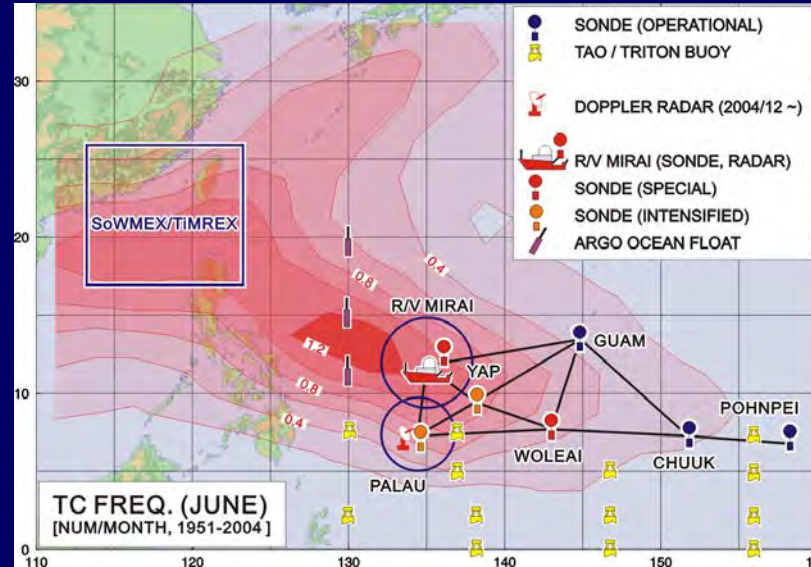 SONDE (OPERATIONAL)
TAO / TRITON BUOY
DOPPLER RADAR (2004/12 ~)
R/V MIRAI (SONDE, RADAR)
SONDE (SPECIAL)
SONDE (INTENSIFIED)
ARGO OCEAN FLOAT
30
20
10
0
SoWMEX/TiMREX
0.4
0.8
R/V MIRAI
1.2
GUAM
YAP
0.8
0.4
POHNPEI
WOLEAI
CHUUK
PALAU
TC FREQ. (JUNE)
[NUM/MONTH, 1951-2004 ]
110
120
130
140
150